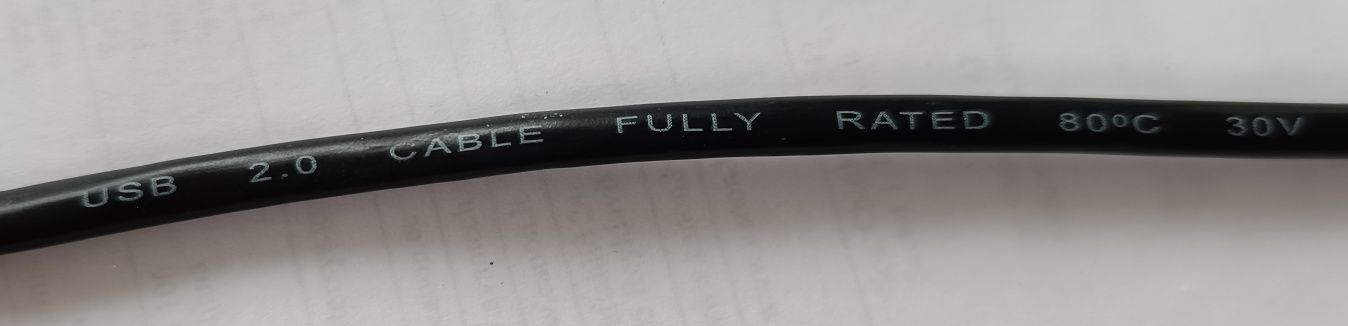 USB 2.0 CABLE FULLY RATED 80ºC 30V